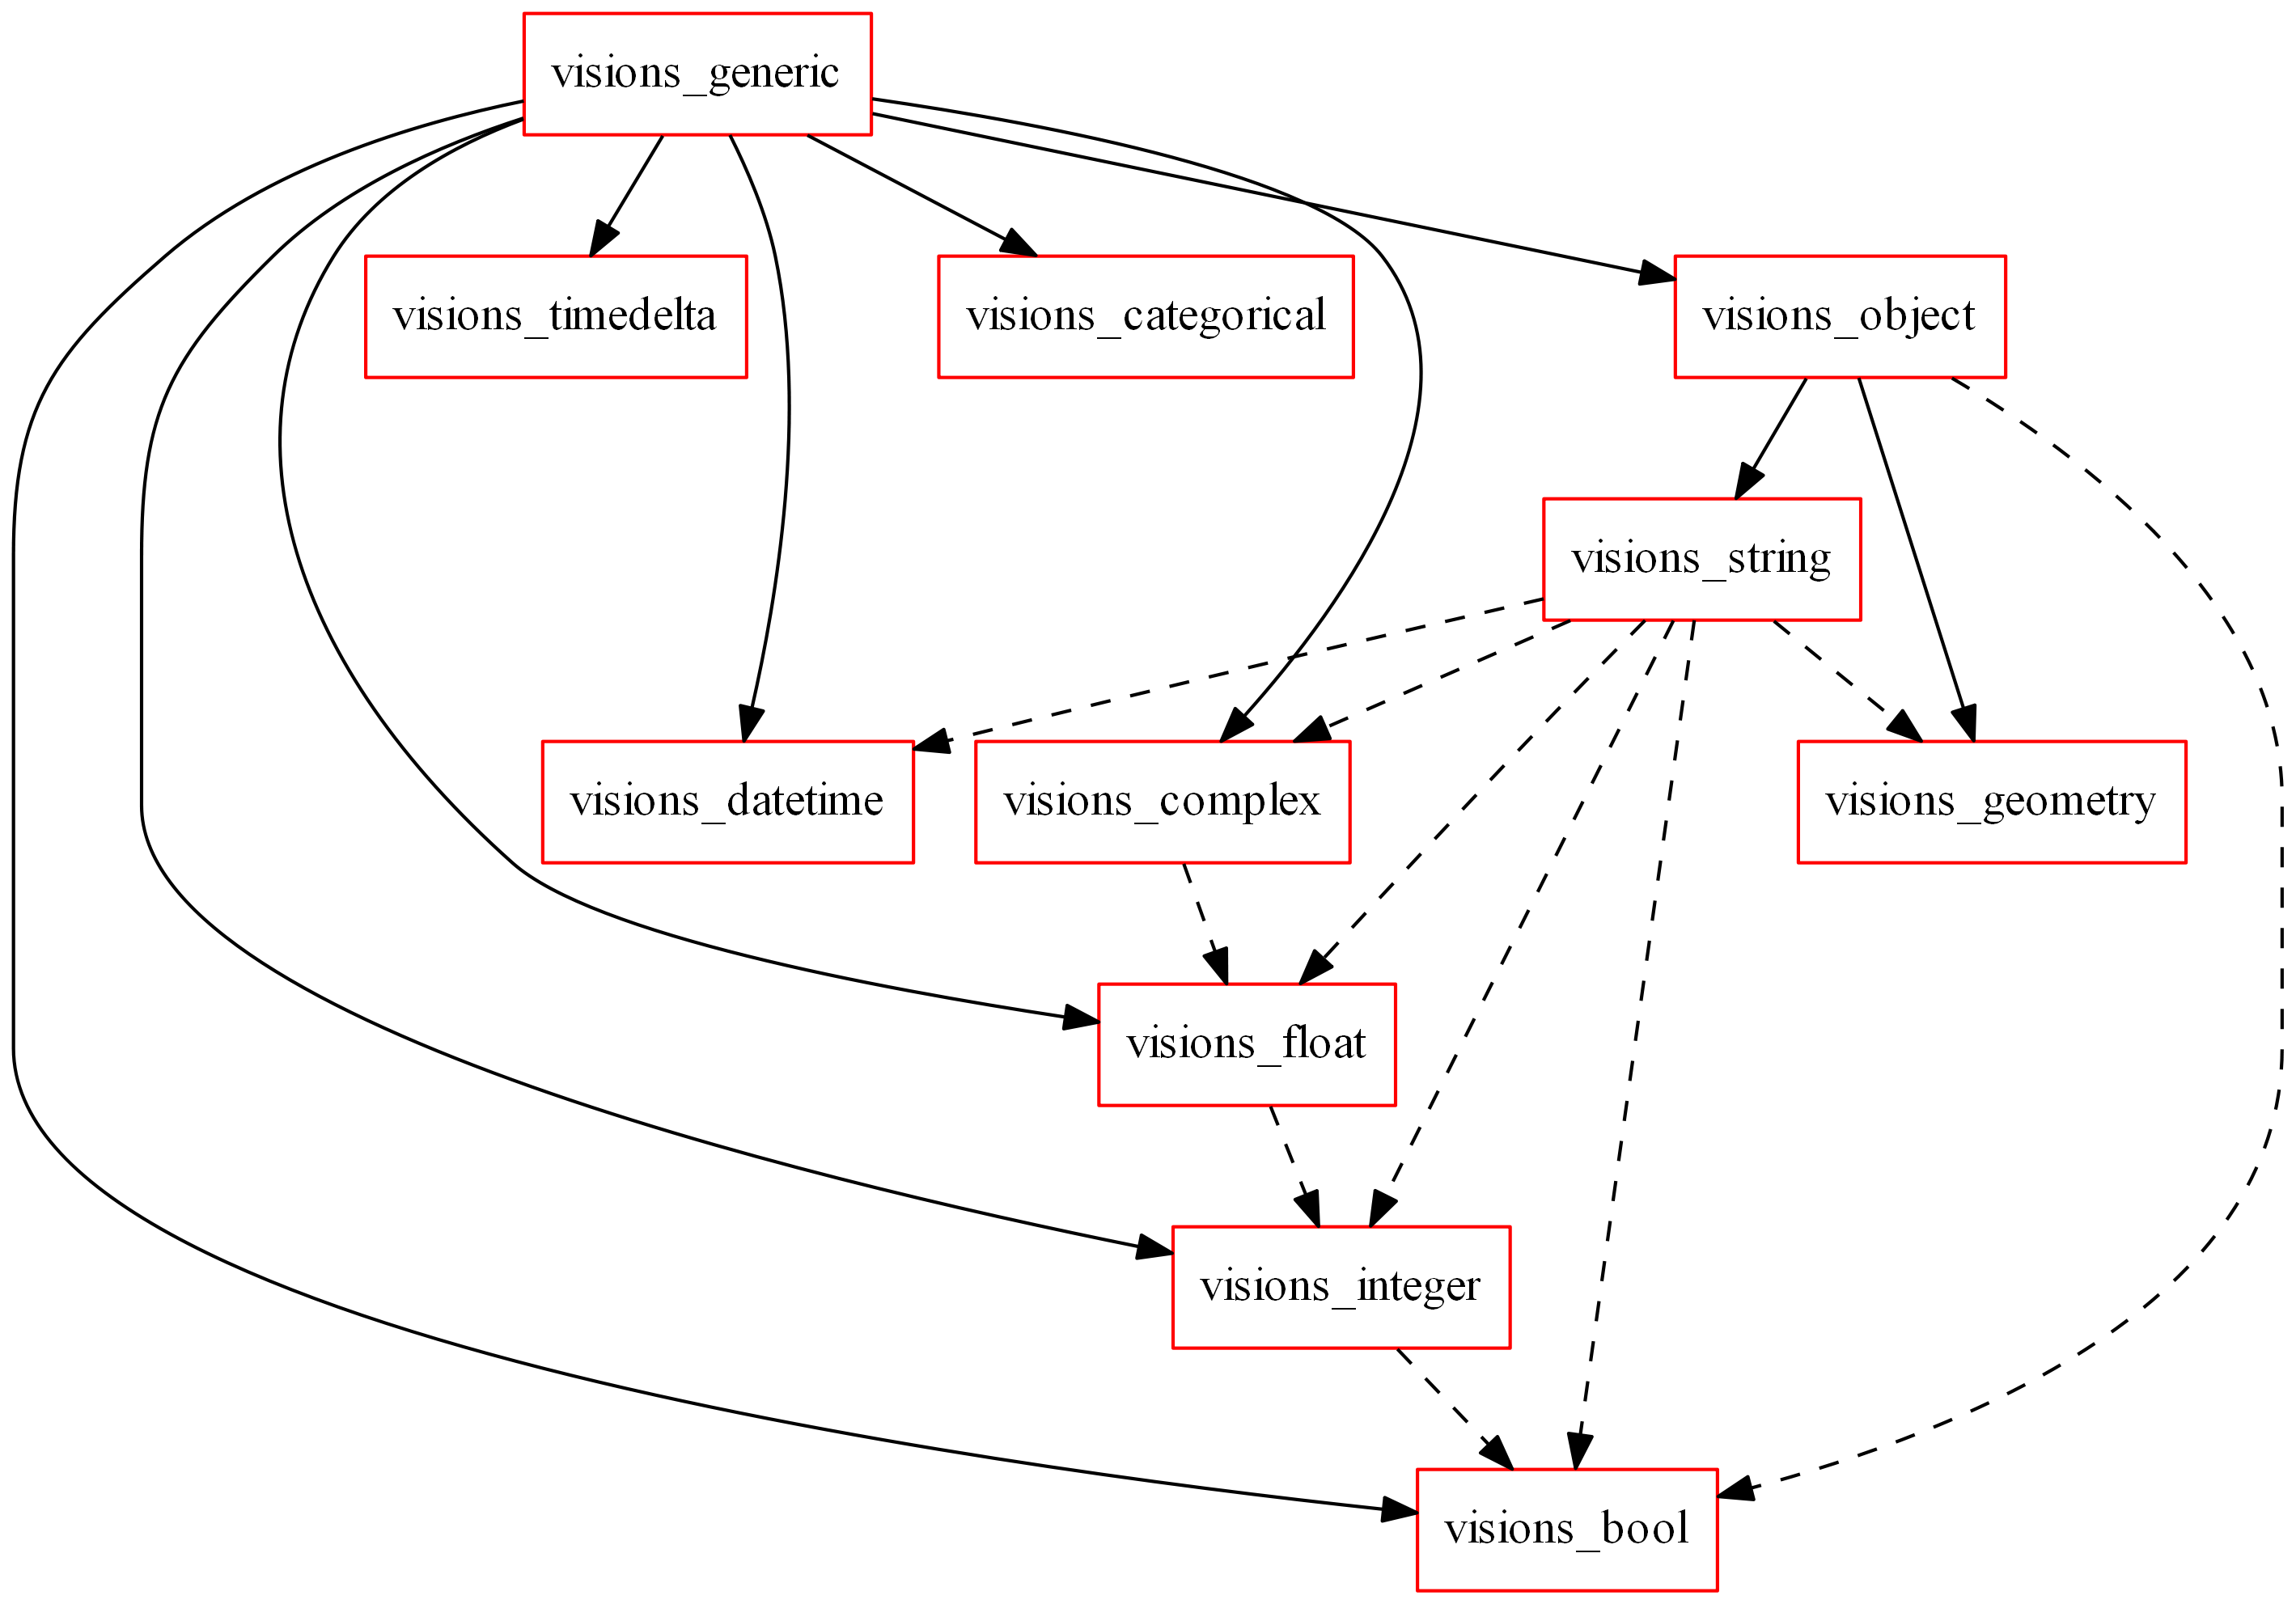 visions_generic
visions_timedelta
visions_categorical
visions_object
visions_string
visions_datetime
visions_complex
visions_geometry
visions_float
visions_integer
visions_bool